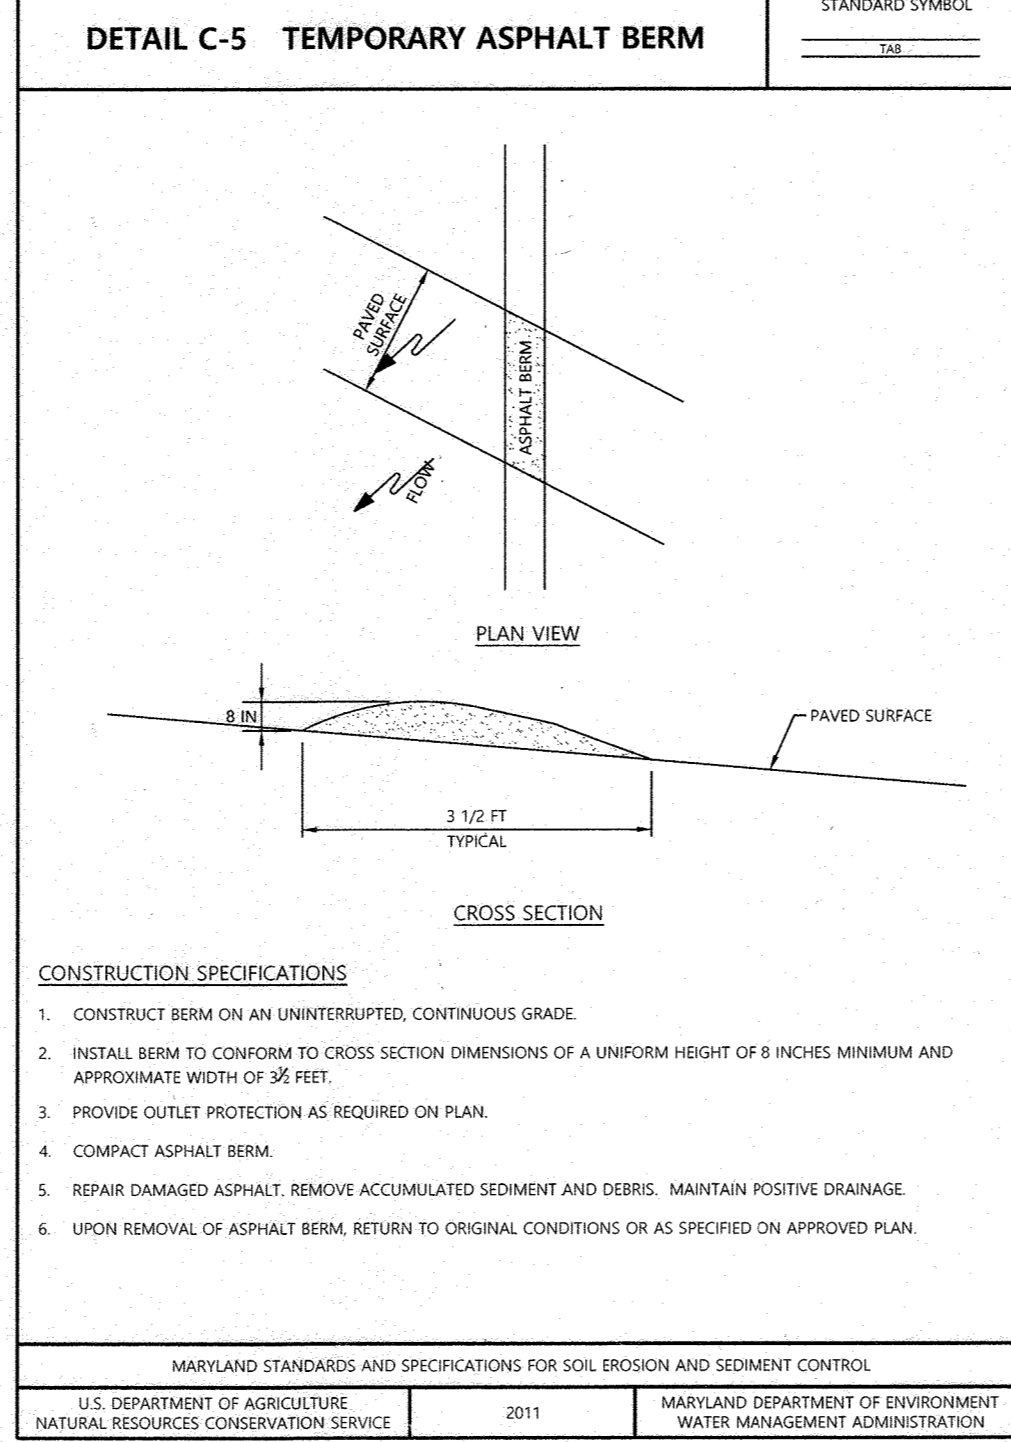 DETAIL C-5 TEMPORARY ASPHALT BERM
STANDARD SYMBOL
TAB
PAVED
SURFACE
ASPHALT BERM
FLOW
PLAN VIEW
8 IN
PAVED SURFACE
3 1/2 FT
TYPICAL
CROSS SECTION
CONSTRUCTION SPECIFICATIONS
1. CONSTRUCT BERM ON AN UNINTERRUPTED, CONTINUOUS GRADE.
2. INSTALL BERM TO CONFORM TO CROSS SECTION DIMENSIONS OF A UNIFORM HEIGHT OF 8 INCHES MINIMUM AND
APPROXIMATE WIDTH OF 3½ FEET.
3. PROVIDE OUTLET PROTECTION AS REQUIRED ON PLAN.
4. COMPACT ASPHALT BERM.
5. REPAIR DAMAGED ASPHALT. REMOVE ACCUMULATED SEDIMENT AND DEBRIS. MAINTAIN POSITIVE DRAINAGE.
6. UPON REMOVAL OF ASPHALT BERM, RETURN TO ORIGINAL CONDITIONS OR AS SPECIFIED ON APPROVED PLAN.
MARYLAND STANDARDS AND SPECIFICATIONS FOR SOIL EROSION AND SEDIMENT CONTROL
U.S. DEPARTMENT OF AGRICULTURE
NATURAL RESOURCES CONSERVATION SERVICE
2011
MARYLAND DEPARTMENT OF ENVIRONMENT
WATER MANAGEMENT ADMINISTRATION